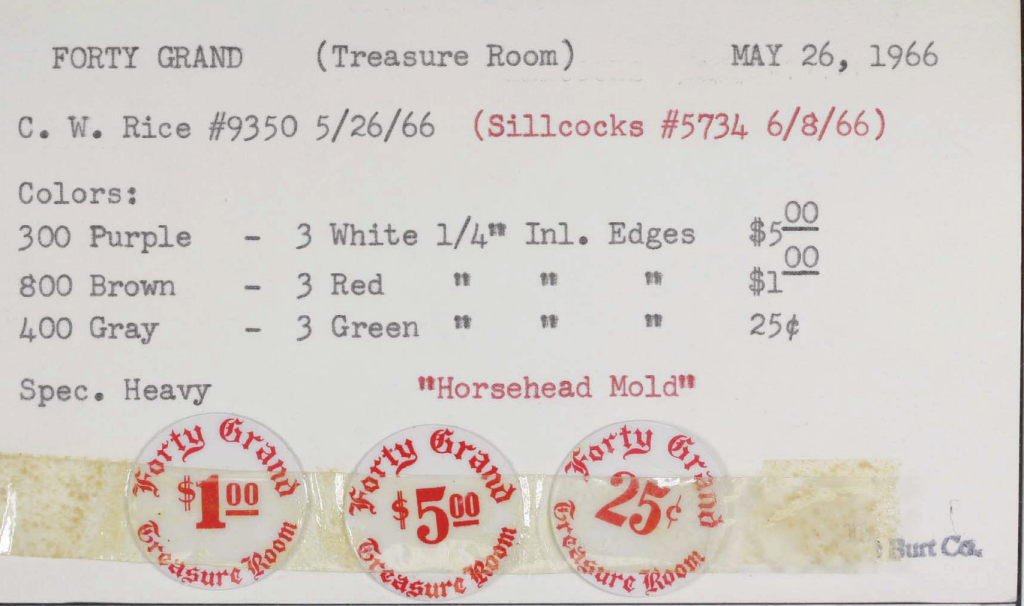 FORTY GRAND (Treasure Room) MAY 26, 1966
C. W. Rice #9350 5/26/66 (Sillcocks #5734 6/8/66)
Colors:
300 Purple - 3 White 1/4" Inl. Edges $5 00
800 Brown - 3 Red " " " $1 00
400 Gray - 3 Green " " " 25¢
Spec. Heavy "Horsehead Mold"
Forty Grand
$1 00
Treasure Room
Forty Grand
$5 00
Treasure Room
Forty Grand
25¢
Treasure Room
Burt Co.